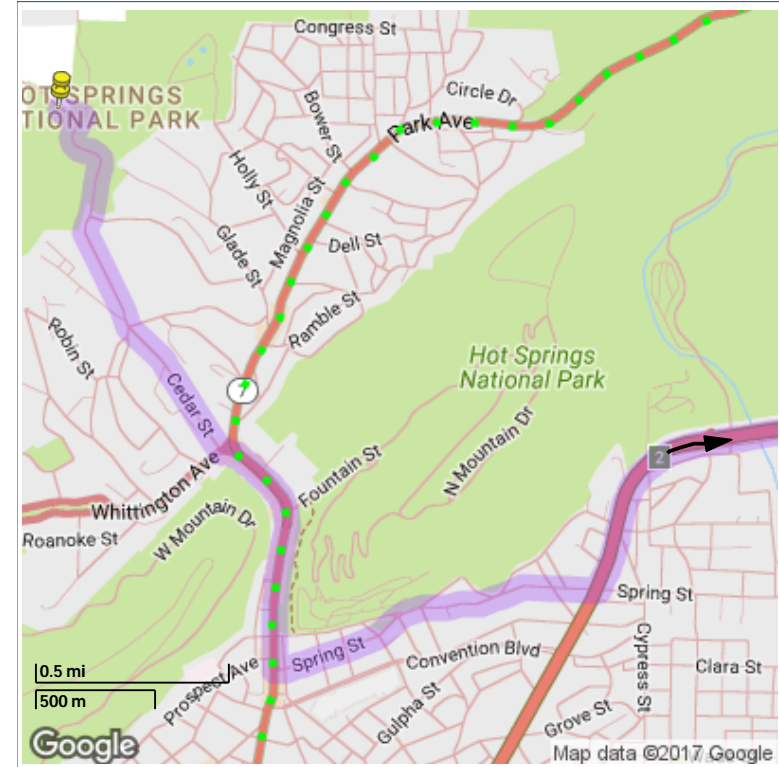 Congress St
HOT SPRINGS
NATIONAL PARK
Circle Dr
Bower St
Park Ave
Holly St
Magnolia St
Glade St
Dell St
Ramble St
Robin St
Hot Springs
National Park
7
Cedar St
N Mountain Dr
Fountain St
2
Whittington Ave
W Mountain Dr
Roanoke St
Spring St
Spring St
Convention Blvd
Cypress St
Clara St
Prospect Ave
0.5 mi
500 m
Gulpha St
Grove St
Google
Map data ©2017 Google